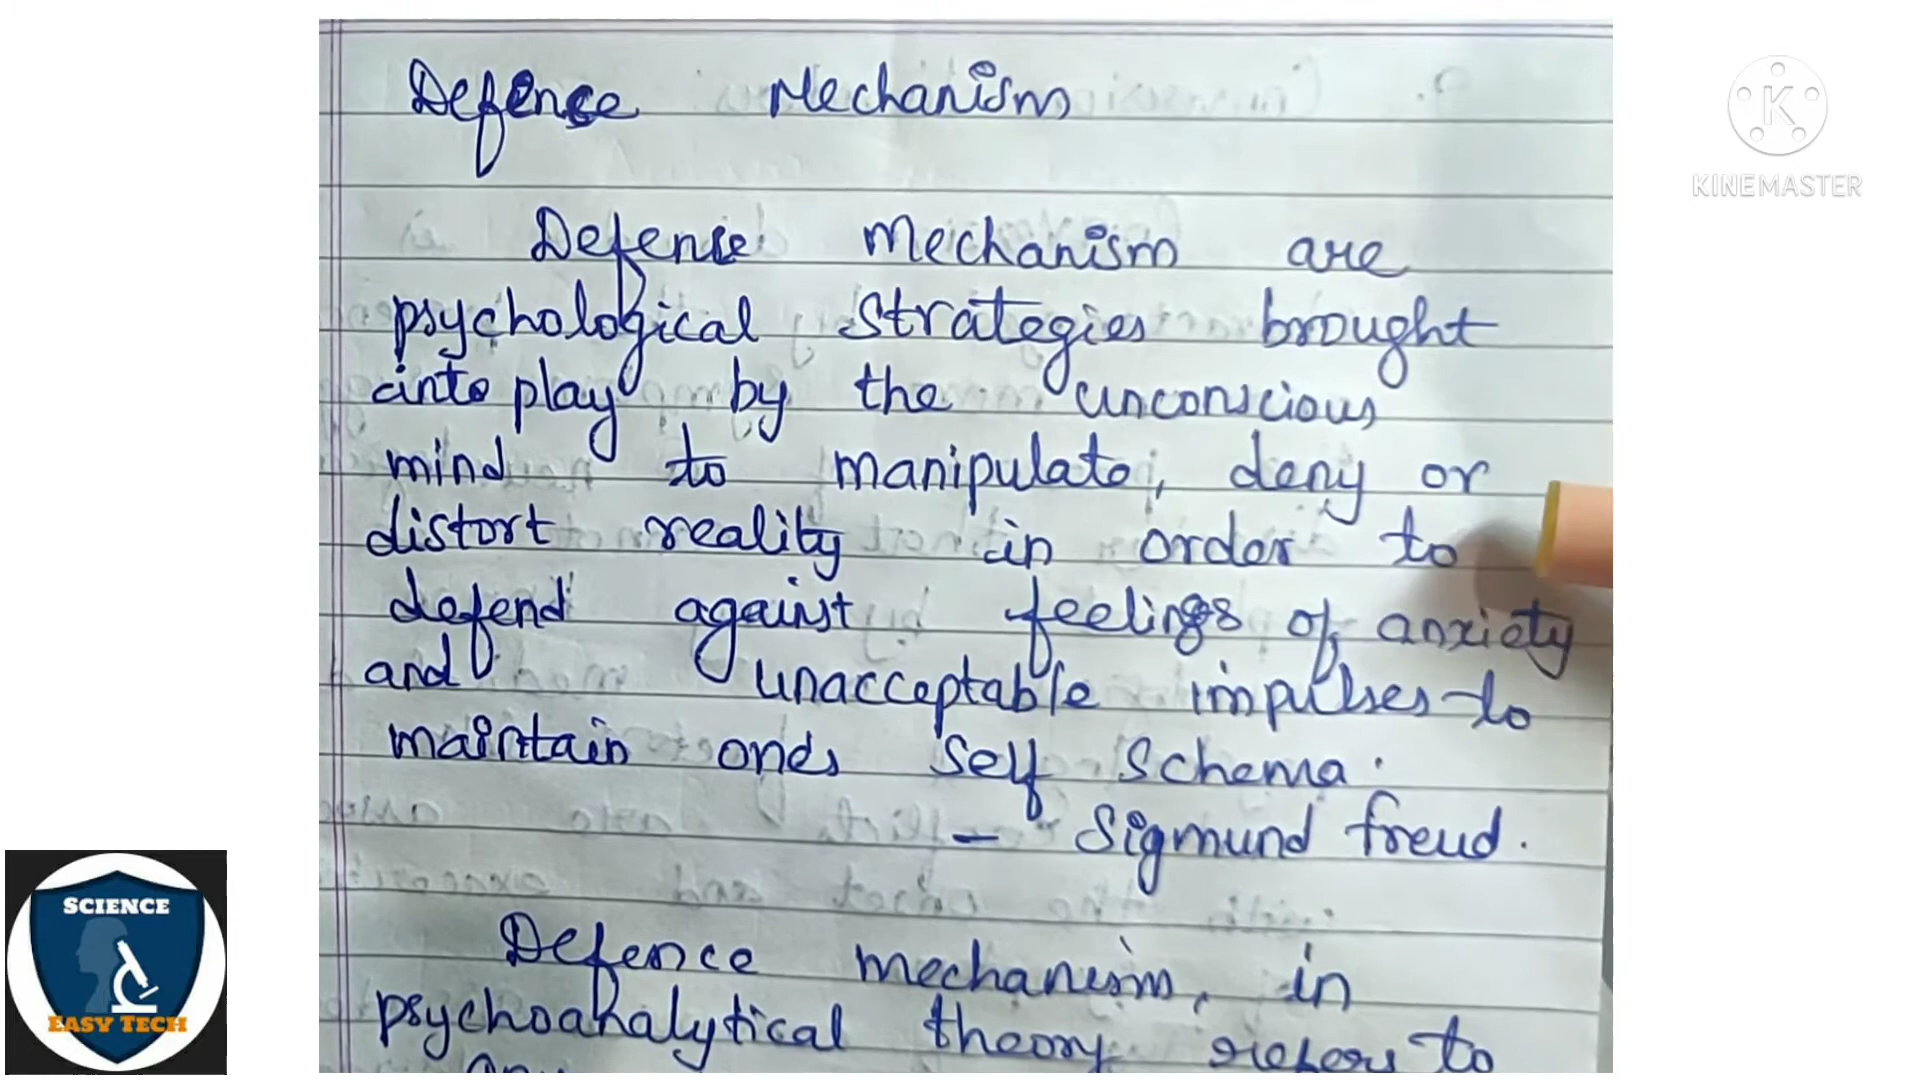 Defence Mechanism
Defence Mechanism are
psychological strategies brought
into play by the unconscious
mind to manipulate, deny or
distort reality in order to
defend against feelings of anxiety
and unacceptable impulses to
maintain ones Self Schema.
- Sigmund freud.
Defence mechanism, in
psychoanalytical theory refers to
any
KINEMASTER
SCIENCE
EASY TECH